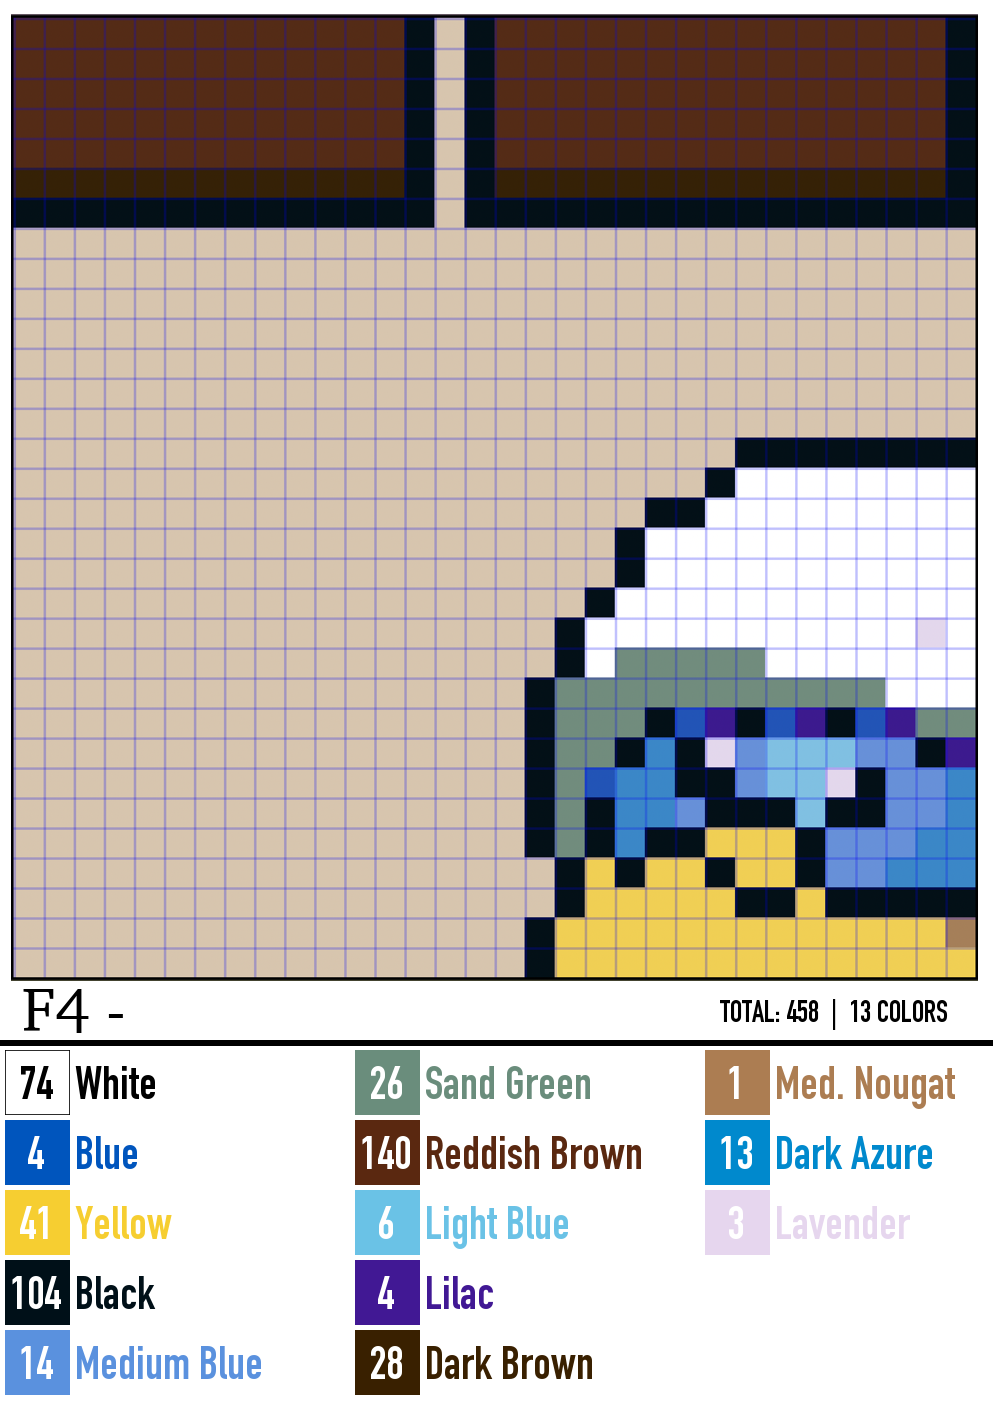 F4 -
TOTAL: 458 | 13 COLORS
74 White
4 Blue
41 Yellow
104 Black
14 Medium Blue
26 Sand Green
140 Reddish Brown
6 Light Blue
4 Lilac
28 Dark Brown
1 Med. Nougat
13 Dark Azure
3 Lavender